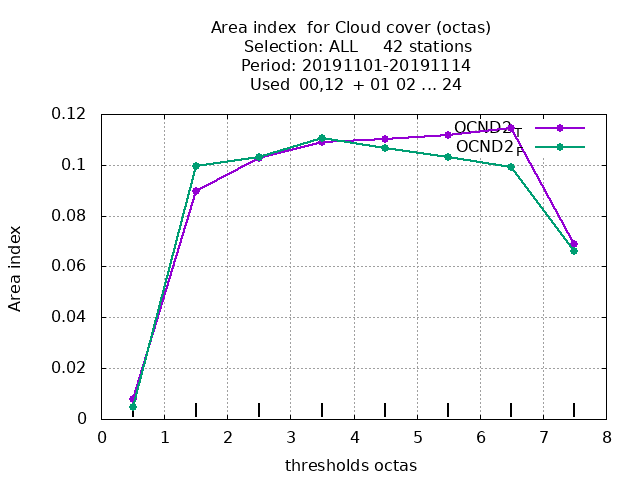 Area index  for Cloud cover (octas)
Selection: ALL     42 stations
Period: 20191101-20191114
Used  00,12  + 01 02 ... 24
OCND2_T
OCND2_F
0.12
0.1
0.08
0.06
0.04
0.02
0
Area index
0 1 2 3 4 5 6 7 8
thresholds octas